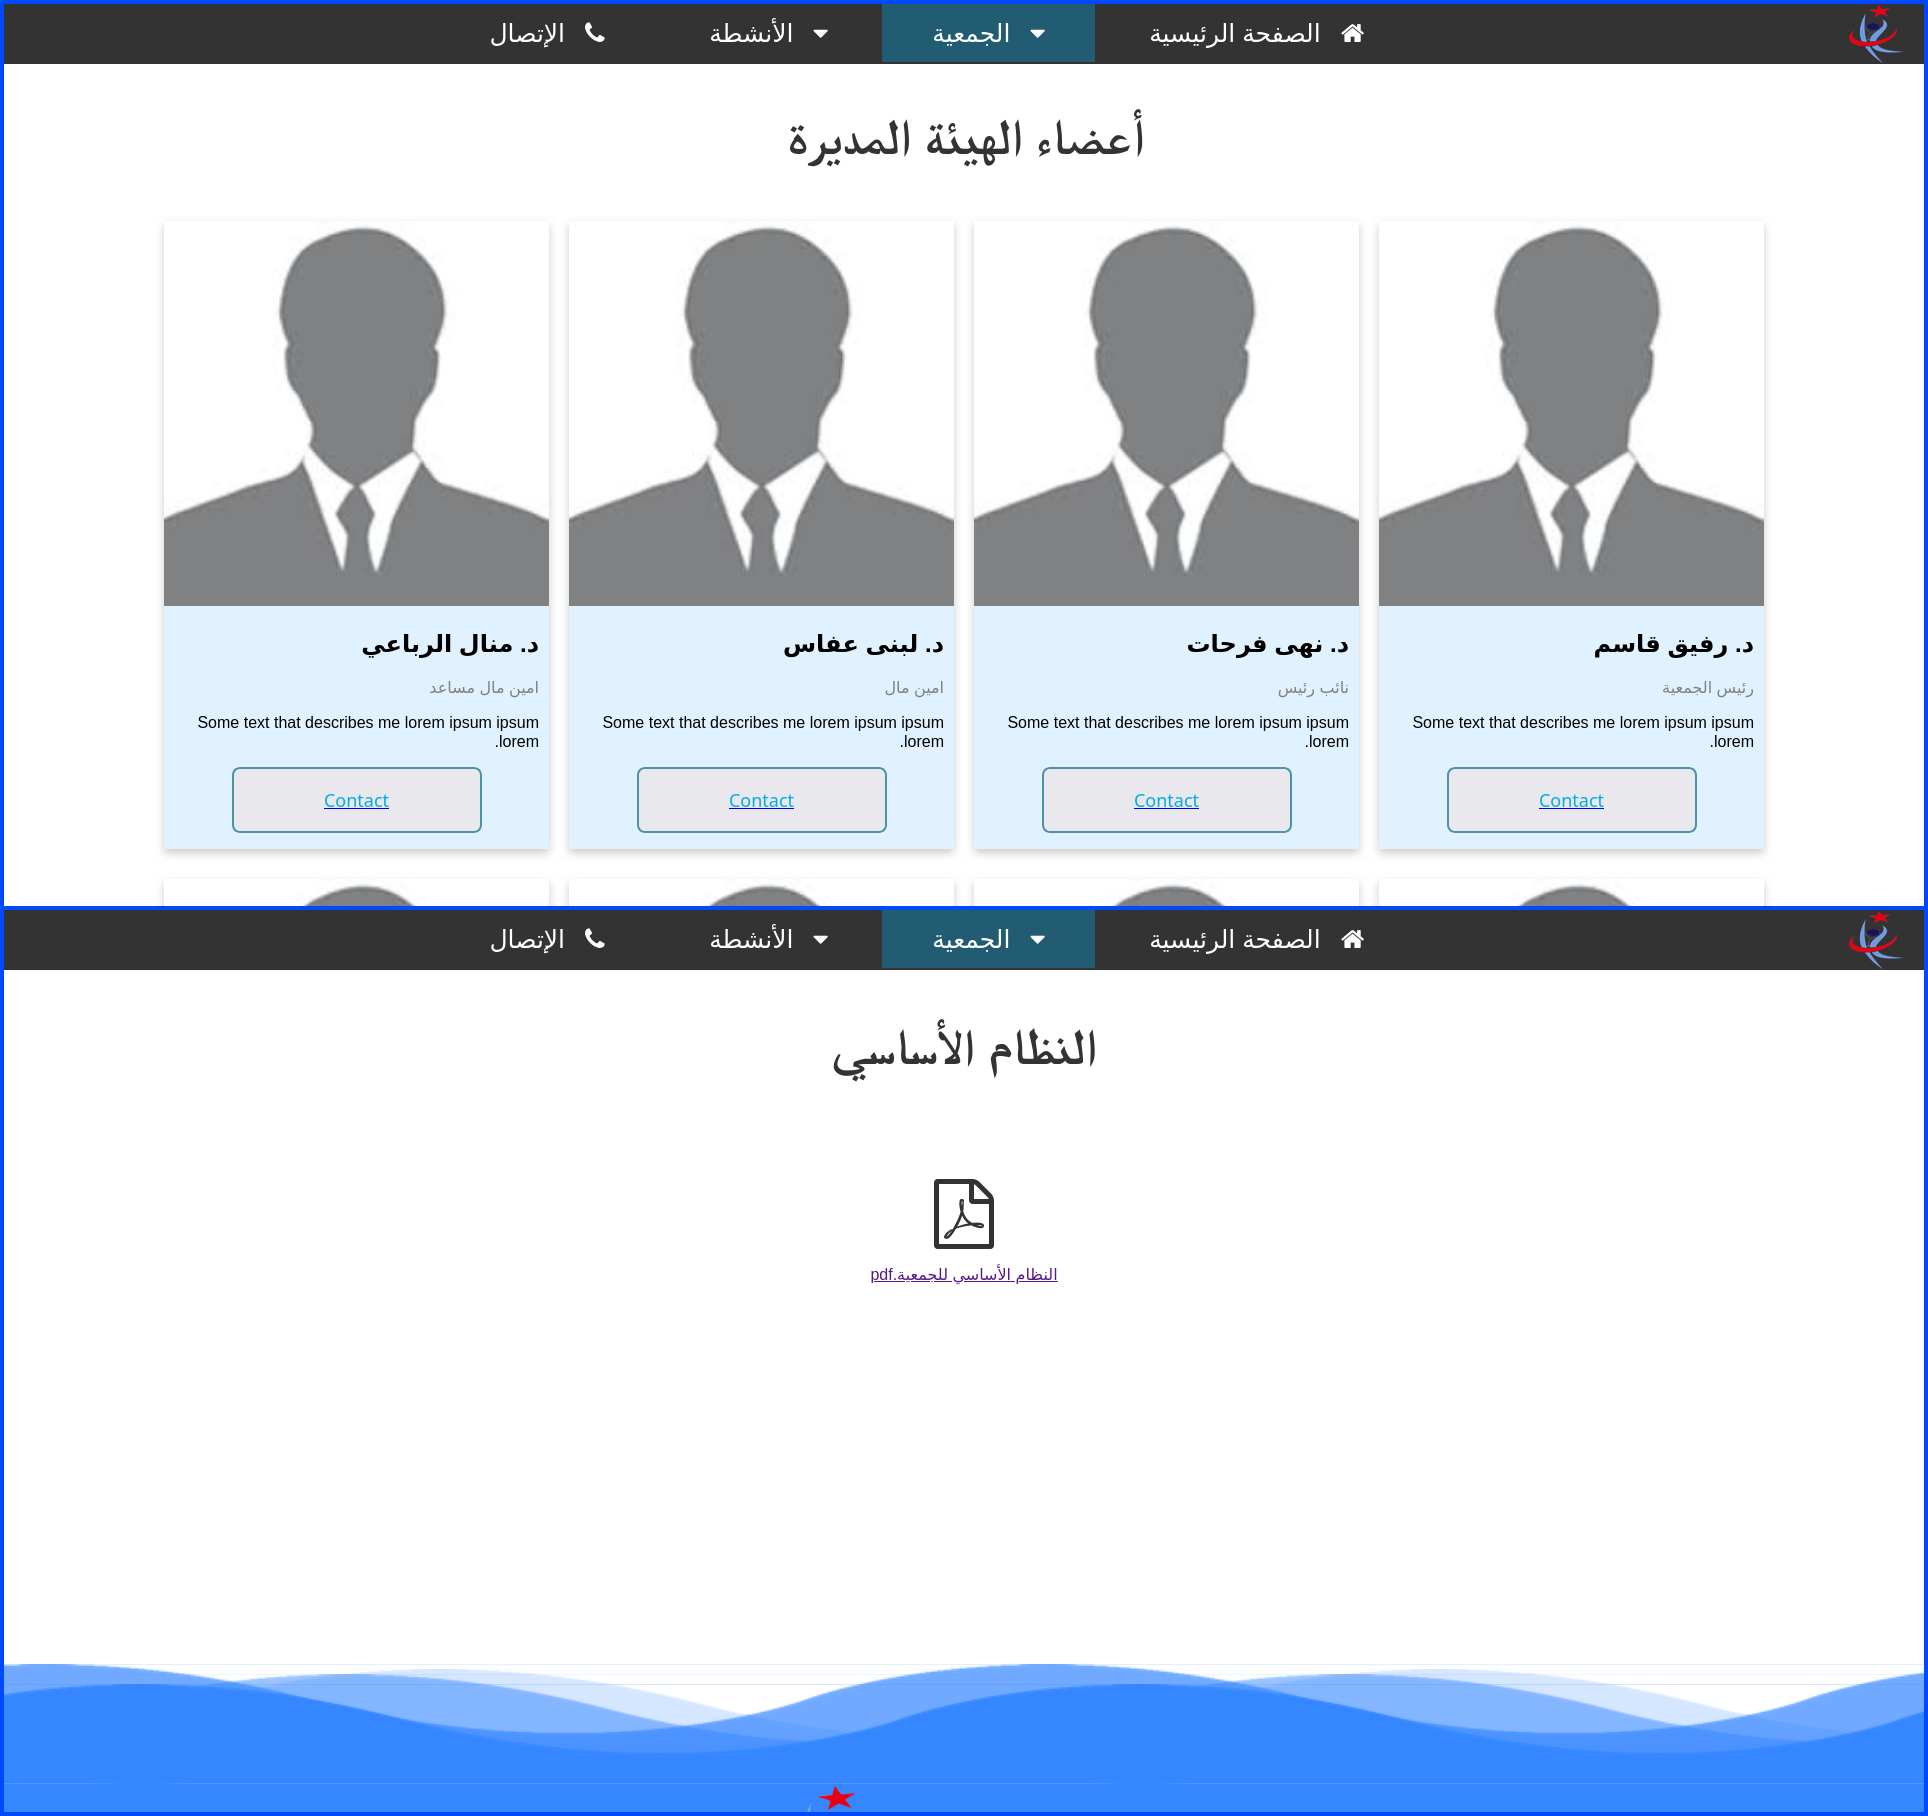 الصفحة الرئيسية الجمعية الأنشطة الإتصال
أعضاء الهيئة المديرة
د. رفيق قاسم
رئيس الجمعية
Some text that describes me lorem ipsum ipsum
lorem.
Contact
د. نهى فرحات
نائب رئيس
Some text that describes me lorem ipsum ipsum
lorem.
Contact
د. لبنى عفاس
امين مال
Some text that describes me lorem ipsum ipsum
lorem.
Contact
د. منال الرباعي
امين مال مساعد
Some text that describes me lorem ipsum ipsum
lorem.
Contact
الصفحة الرئيسية الجمعية الأنشطة الإتصال
النظام الأساسي
النظام الأساسي للجمعية.pdf